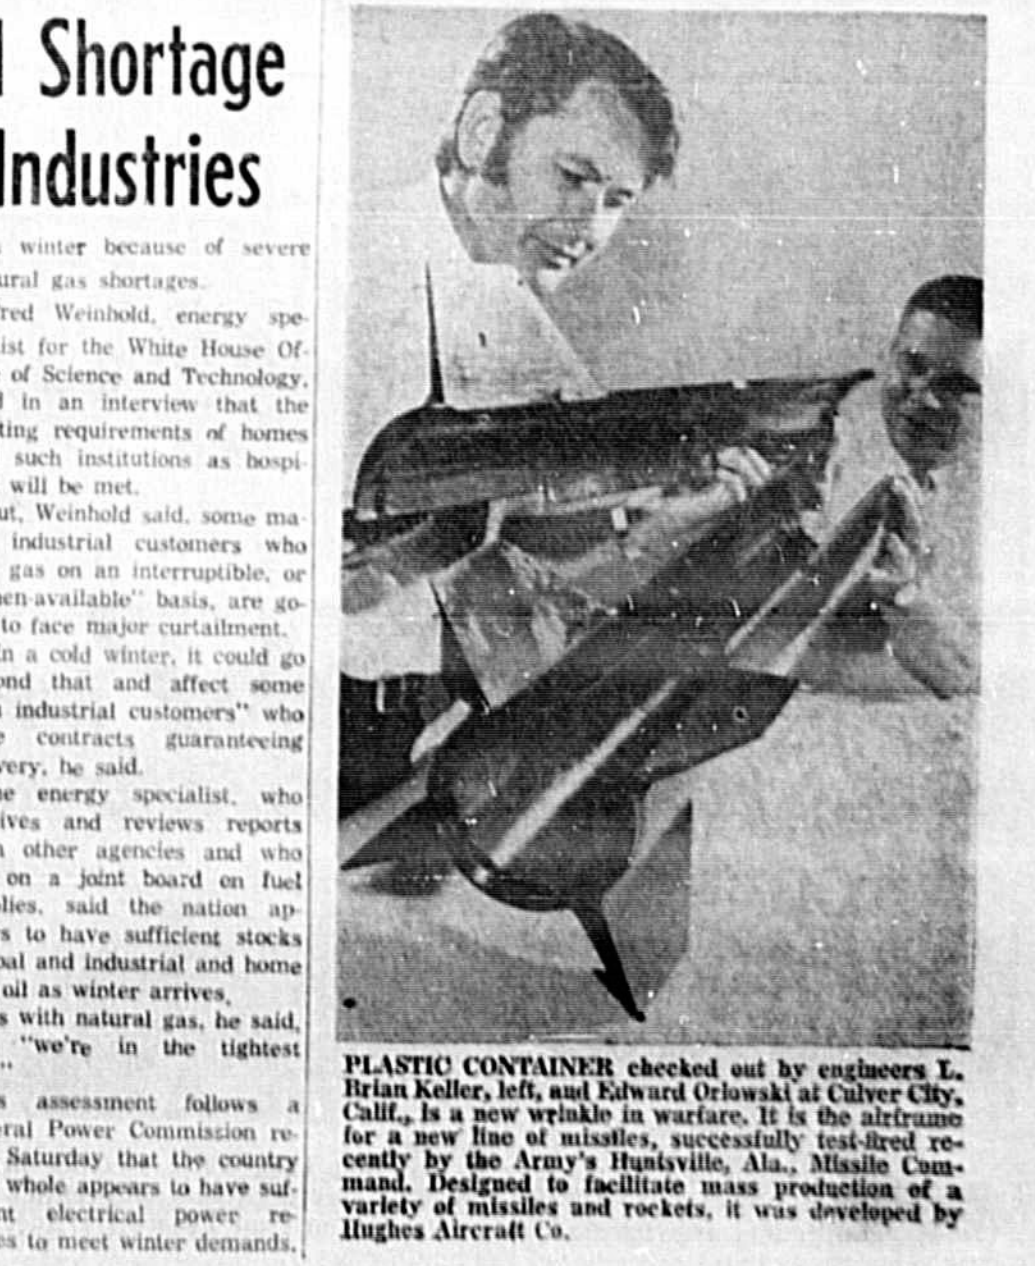 Shortage
Industries
winter because of severe
ural gas shortages.
red Weinhold, energy spe-
ist for the White House Of-
of Science and Technology,
in an interview that the
ting requirements of homes
such institutions as hospi-
will be met.
ut, Weinhold said, some ma-
industrial customers who
gas on an interruptible, or
en-available" basis, are go-
to face major curtailment.
n a cold winter, it could go
ond that and affect some
industrial customers" who
contracts guaranteeing
very, he said.
e energy specialist, who
ives and reviews reports
other agencies and who
on a joint board on fuel
lies, said the nation ap-
s to have sufficient stocks
oal and industrial and home
oil as winter arrives,
s with natural gas, he said,
"we're in the tightest
s assessment follows a
ral Power Commission re-
Saturday that the country
whole appears to have suf-
nt electrical power re-
es to meet winter demands,
PLASTIC CONTAINER checked out by engineers L.
Brian Keller, left, and Edward Orlowski at Culver City,
Calif., is a new wrinkle in warfare. It is the airframe
for a new line of missiles, successfully test-fired re-
cently by the Army's Huntsville, Ala., Missile Com-
mand. Designed to facilitate mass production of a
variety of missiles and rockets, it was developed by
Hughes Aircraft Co.